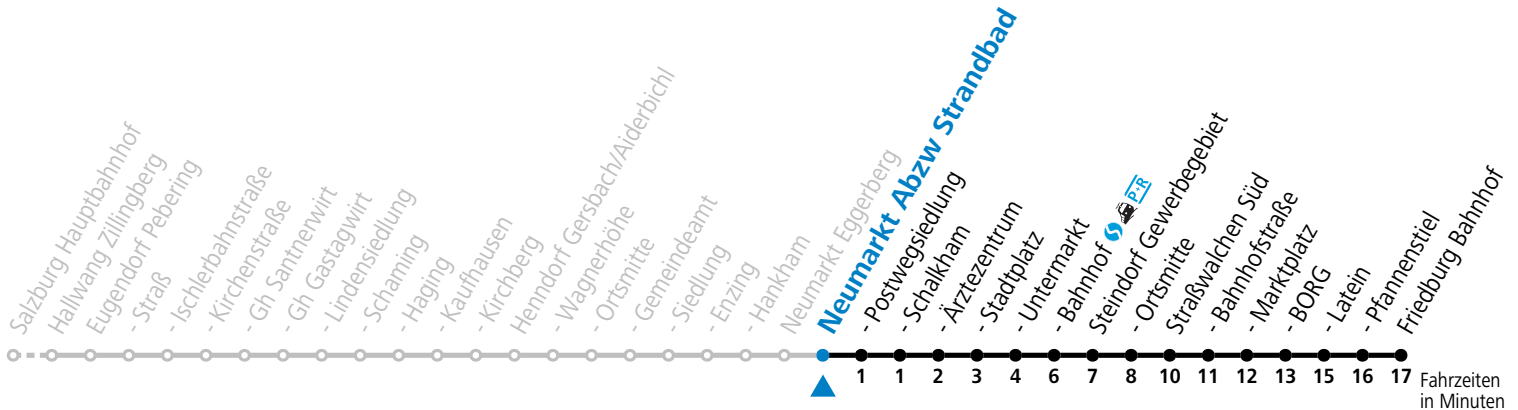 Salzburg Hauptbahnhof
Hallwang Zillingberg
Eugendorf Pebering
- Straß
- Ischlerbahnstraße
- Kirchenstraße
- Gh Santnerwirt
- Gh Gastagwirt
- Lindensiedlung
- Schaming
- Haging
- Kaufhausen
- Kirchberg
Henndorf Gersbach/Aiderbichl
- Wagnerhöhe
- Ortsmitte
- Gemeindeamt
- Siedlung
- Enzing
- Hankham
Neumarkt Eggerberg
Neumarkt Abzw Strandbad
- Postwegsiedlung
- Schalkham
- Ärztezentrum
- Stadtplatz
- Untermarkt
- Bahnhof P+R
Steindorf Gewerbegebiet
- Ortsmitte
Straßwalchen Süd
- Bahnhofstraße
- Marktplatz
- BORG
- Latein
- Pfannenstiel
Friedburg Bahnhof
1 1 2 3 4 6 7 8 10 11 12 13 15 16 17 Fahrzeiten
in Minuten